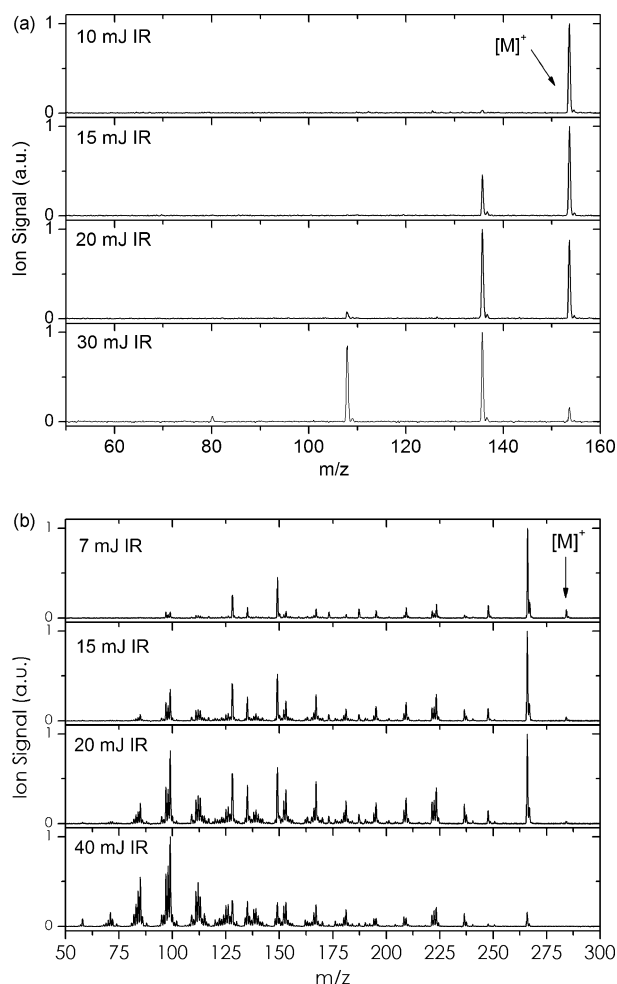 (a)
1
10 mJ IR
[M]⁺
0
1
15 mJ IR
0
1
20 mJ IR
0
1
30 mJ IR
0
Ion Signal (a.u.)
60 80 100 120 140 160
m/z
(b)
1
7 mJ IR
[M]⁺
0
1
15 mJ IR
0
1
20 mJ IR
0
1
40 mJ IR
0
Ion Signal (a.u.)
50 75 100 125 150 175 200 225 250 275 300
m/z